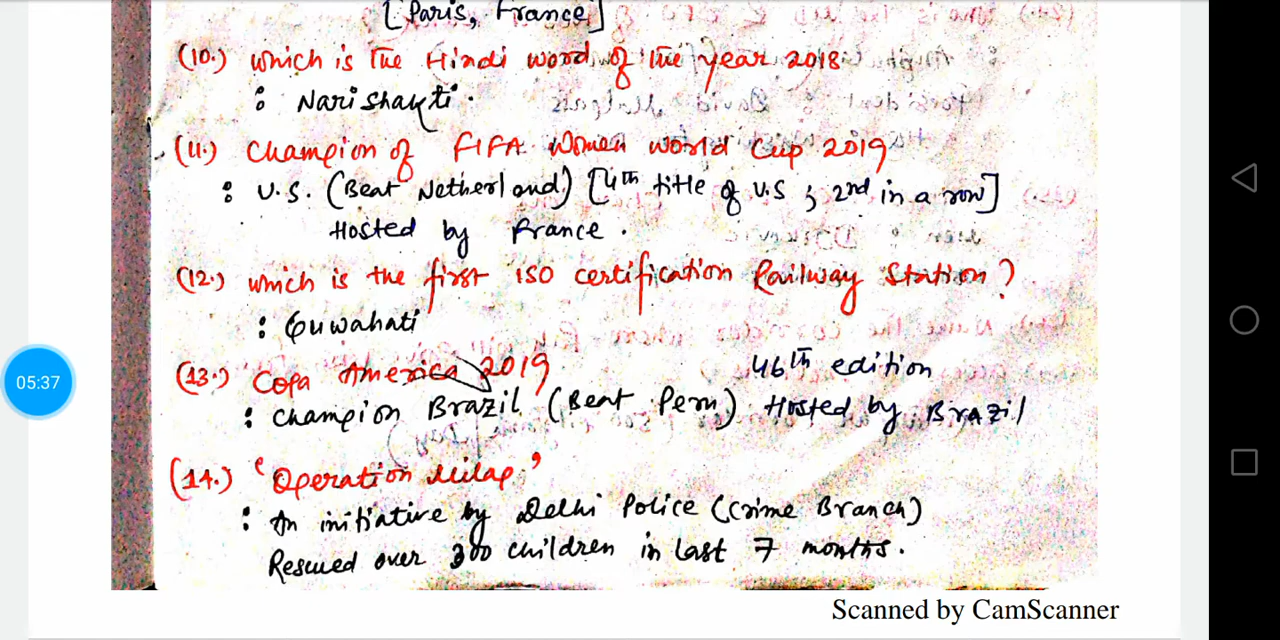 [Paris, France]
(10.) which is the Hindi word of the year 2018
: Nari Shakti.
(11.) Champion of FIFA Women World Cup 2019
: U.S. (Beat Netherland) [4th title of U.S ; 2nd in a row]
Hosted by France.
(12.) which is the first ISO certification Railway Station?
: Guwahati
(13.) Copa America 2019 46th edition
: Champion Brazil (Beat Peru) Hosted by Brazil
(14.) 'Operation Milap'
: An initiative by Delhi Police (Crime Branch)
Rescued over 300 children in last 7 months.
05:37
Scanned by CamScanner